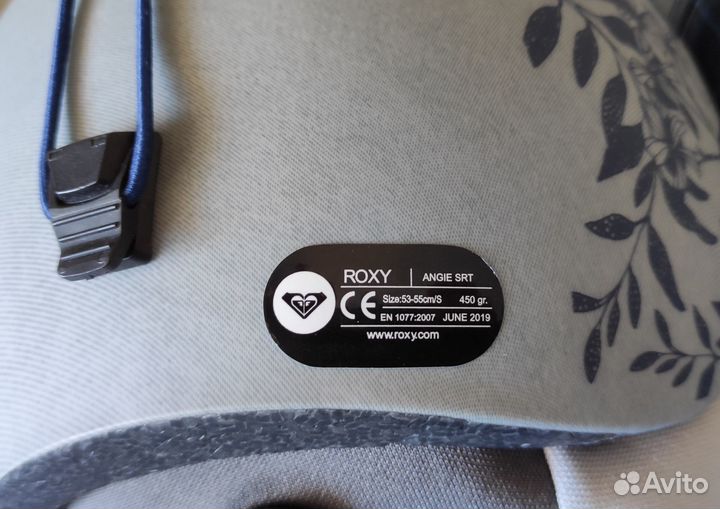 ROXY | ANGIE SRT
CE Size:53-55cm/S 450 gr.
EN 1077:2007 JUNE 2019
www.roxy.com
Avito